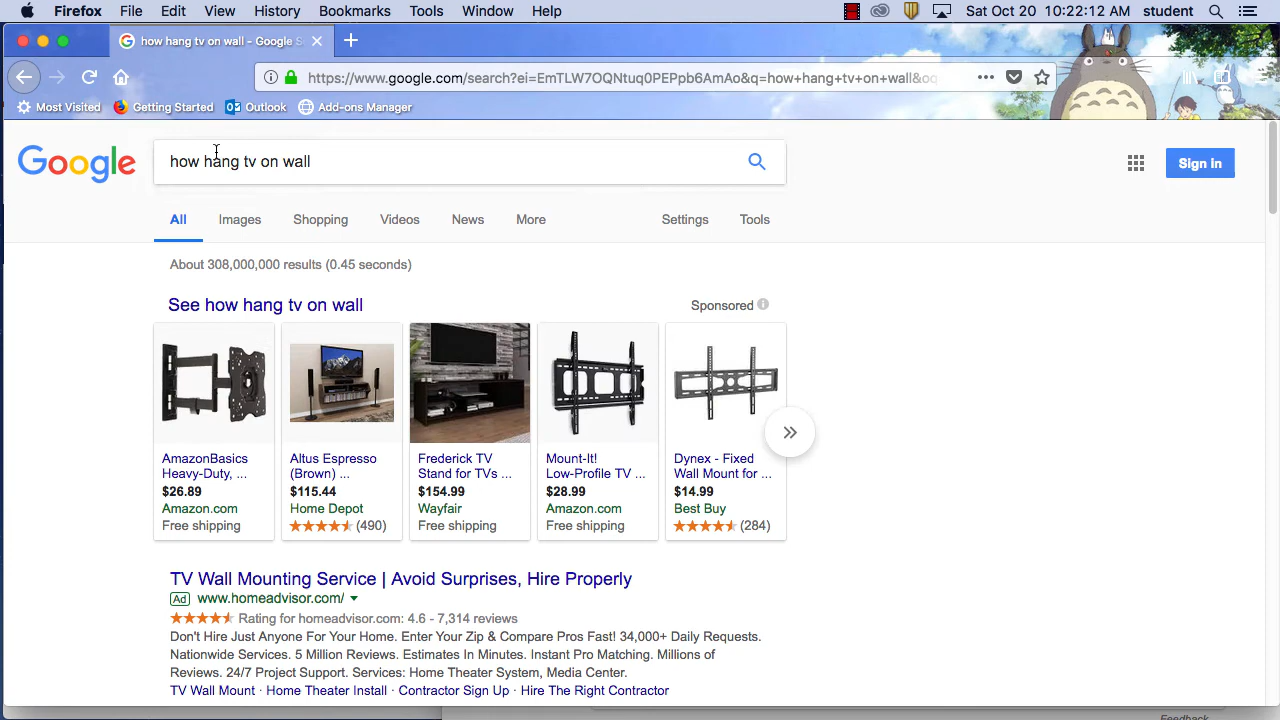 Firefox File Edit View History Bookmarks Tools Window Help Sat Oct 20 10:22:12 AM student
how hang tv on wall - Google S
https://www.google.com/search?ei=EmTLW7OQNtuq0PEPpb6AmAo&q=how+hang+tv+on+wall&oq
Most Visited Getting Started Outlook Add-ons Manager
Google
how hang tv on wall
Sign in
All Images Shopping Videos News More Settings Tools
About 308,000,000 results (0.45 seconds)
See how hang tv on wall Sponsored
AmazonBasics
Heavy-Duty, ...
$26.89
Amazon.com
Free shipping
Altus Espresso
(Brown) ...
$115.44
Home Depot
(490)
Frederick TV
Stand for TVs ...
$154.99
Wayfair
Free shipping
Mount-It!
Low-Profile TV ...
$28.99
Amazon.com
Free shipping
Dynex - Fixed
Wall Mount for ...
$14.99
Best Buy
(284)
TV Wall Mounting Service | Avoid Surprises, Hire Properly
Ad www.homeadvisor.com/
Rating for homeadvisor.com: 4.6 - 7,314 reviews
Don't Hire Just Anyone For Your Home. Enter Your Zip & Compare Pros Fast! 34,000+ Daily Requests.
Nationwide Services. 5 Million Reviews. Estimates In Minutes. Instant Pro Matching. Millions of
Reviews. 24/7 Project Support. Services: Home Theater System, Media Center.
TV Wall Mount · Home Theater Install · Contractor Sign Up · Hire The Right Contractor
Feedback